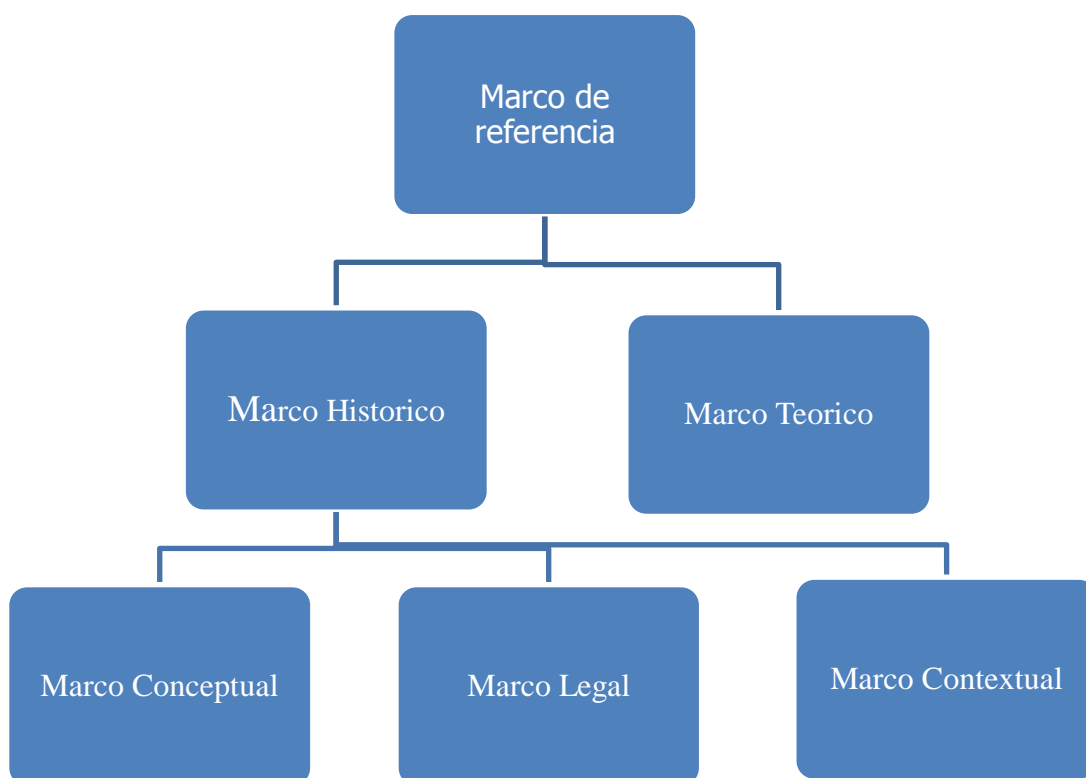 Marco de
referencia
Marco Historico
Marco Teorico
Marco Conceptual
Marco Legal
Marco Contextual